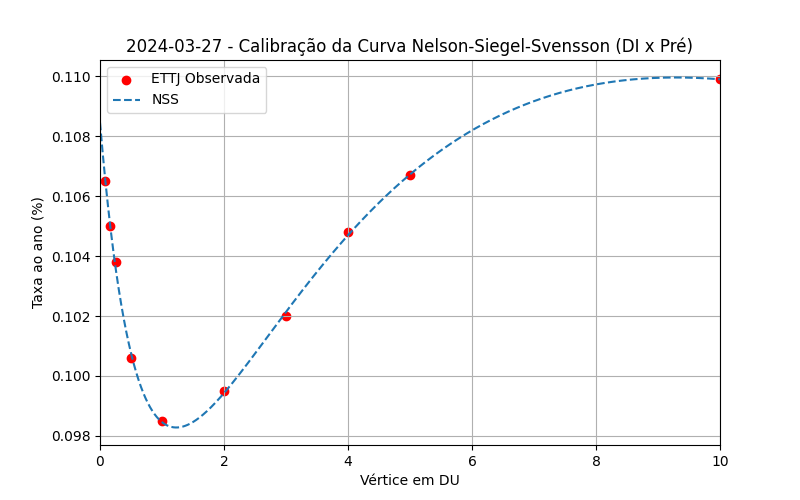 2024-03-27 - Calibração da Curva Nelson-Siegel-Svensson (DI x Pré)
ETTJ Observada
NSS
Taxa ao ano (%)
0.110
0.108
0.106
0.104
0.102
0.100
0.098
0 2 4 6 8 10
Vértice em DU